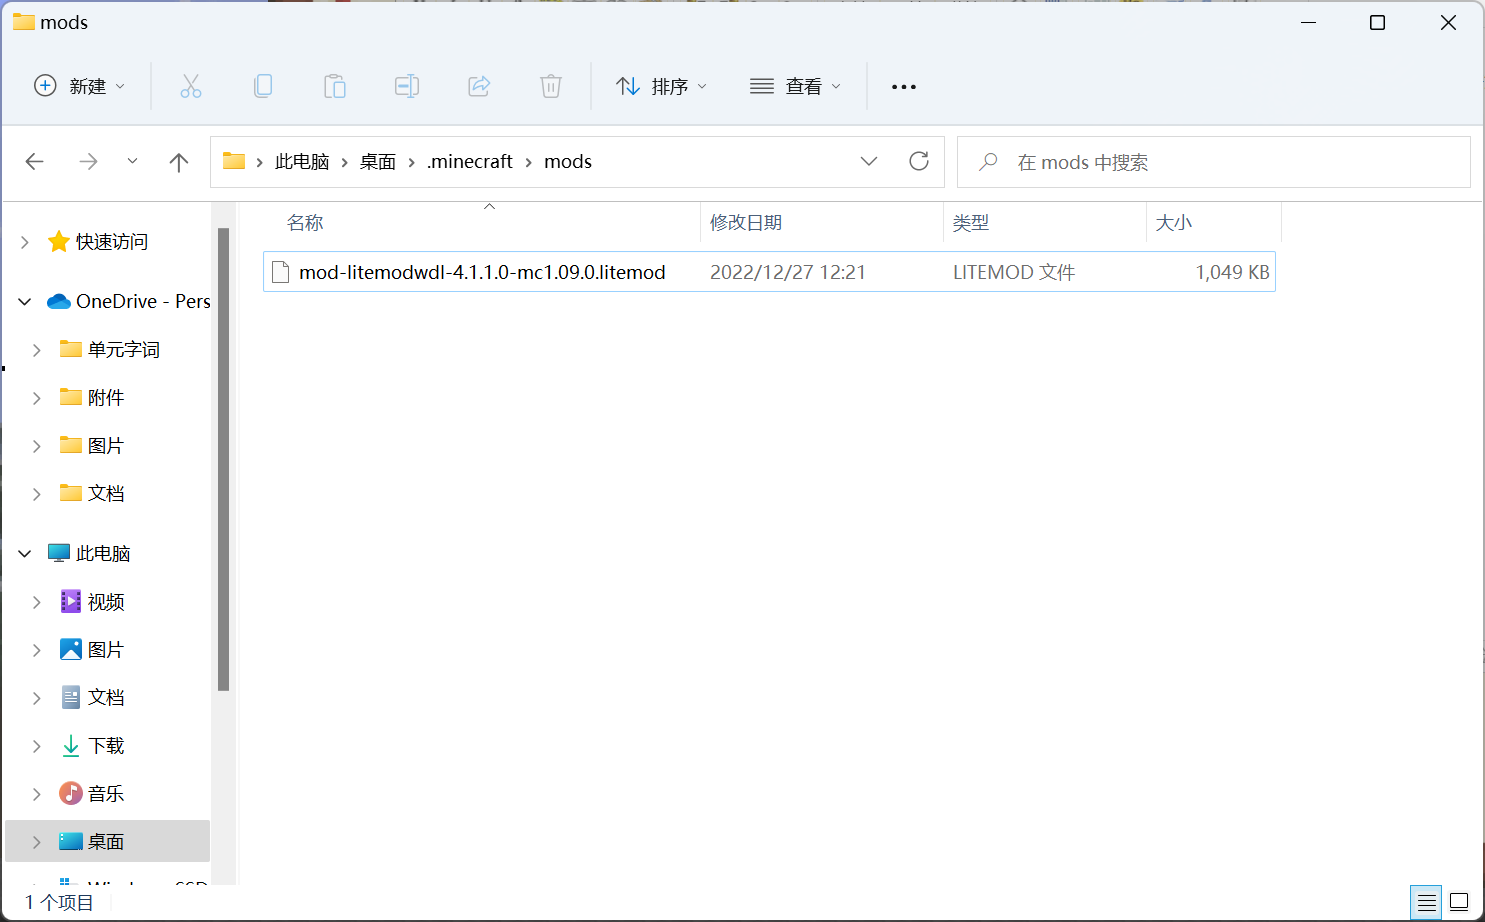 mods
新建
排序
查看
此电脑 桌面 .minecraft mods
在 mods 中搜索
名称 修改日期 类型 大小
mod-litemodwdl-4.1.1.0-mc1.09.0.litemod 2022/12/27 12:21 LITEMOD 文件 1,049 KB
快速访问
OneDrive - Pers
单元字词
附件
图片
文档
此电脑
视频
图片
文档
下载
音乐
桌面
1 个项目